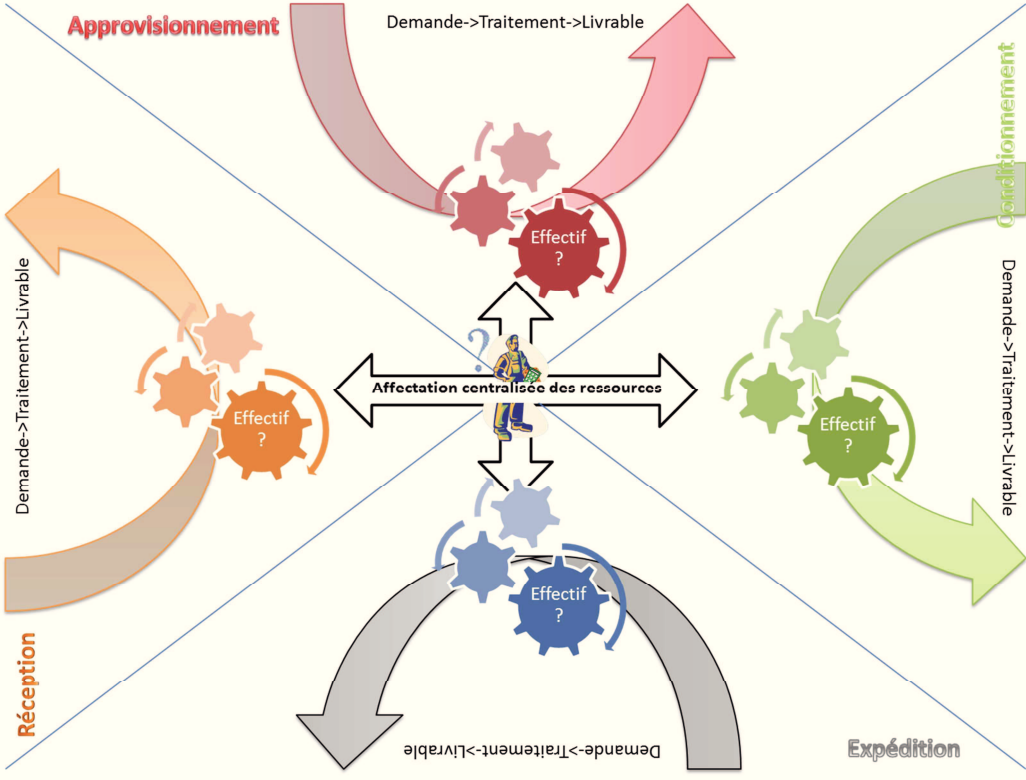 Approvisionnement
Demande->Traitement->Livrable
Conditionnement
Demande->Traitement->Livrable
Effectif
?
?
Affectation centralisée des ressources
Demande->Traitement->Livrable
Effectif
?
Effectif
?
Effectif
?
Réception
Demande->Traitement->Livrable
Expédition